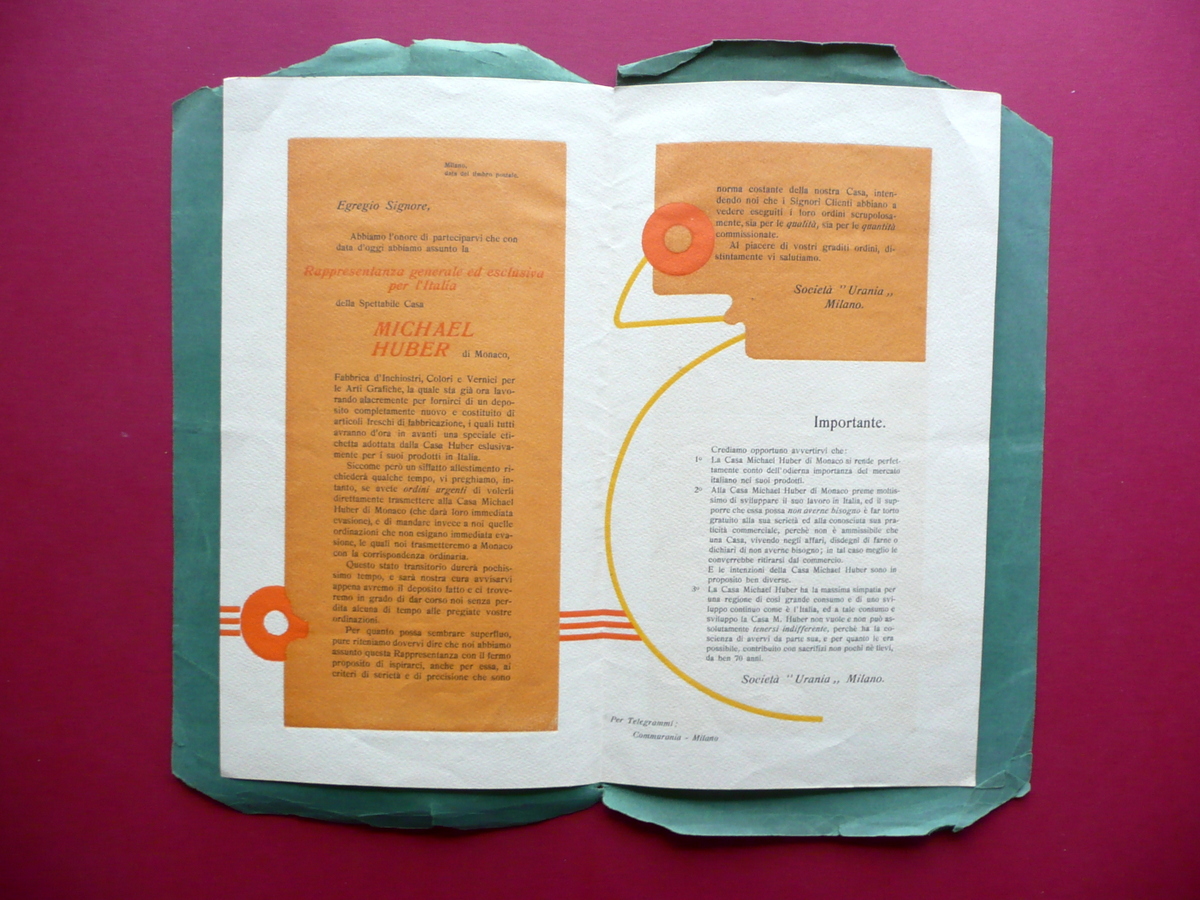 Milano,
data del timbro postale.
Egregio Signore,
Abbiamo l'onore di parteciparvi che con
data d'oggi abbiamo assunto la
Rappresentanza generale ed esclusiva
per l'Italia
della Spettabile Casa
MICHAEL
HUBER di Monaco,
Fabbrica d'Inchiostri, Colori e Vernici per
le Arti Grafiche, la quale sta già ora lavo-
rando alacremente per fornirci di un depo-
sito completamente nuovo e costituito di
articoli freschi di fabbricazione, i quali tutti
avranno d'ora in avanti una speciale eti-
chetta adottata dalla Casa Huber eslusiva-
mente per i suoi prodotti in Italia.
Siccome però un siffatto allestimento ri-
chiederà qualche tempo, vi preghiamo, in-
tanto, se avete ordini urgenti di volerli
direttamente trasmettere alla Casa Michael
Huber di Monaco (che darà loro immediata
evasione), e di mandare invece a noi quelle
ordinazioni che non esigano immediata eva-
sione, le quali noi trasmetteremo a Monaco
con la corrispondenza ordinaria.
Questo stato transitorio durerà pochis-
simo tempo, e sarà nostra cura avvisarvi
appena avremo il deposito fatto e ci trove-
remo in grado di dar corso noi senza per-
dita alcuna di tempo alle pregiate vostre
ordinazioni.
Per quanto possa sembrare superfluo,
pure riteniamo dovervi dire che noi abbiamo
assunto questa Rappresentanza con il fermo
proposito di ispirarci, anche per essa, ai
criteri di serietà e di precisione che sono
norma costante della nostra Casa, inten-
dendo noi che i Signori Clienti abbiano a
vedere eseguiti i loro ordini scrupolosa-
mente, sia per le qualità, sia per le quantità
commissionate.
Al piacere di vostri graditi ordini, di-
stintamente vi salutiamo.
Società "Urania„
Milano.
Importante.
Crediamo opportuno avvertirvi che:
1º La Casa Michael Huber di Monaco si rende perfet-
tamente conto dell'odierna importanza del mercato
italiano nei suoi prodotti.
2º Alla Casa Michael Huber di Monaco preme moltis-
simo di sviluppare il suo lavoro in Italia, ed il sup-
porre che essa possa non averne bisogno è far torto
gratuito alla sua serietà ed alla conosciuta sua pra-
ticità commerciale, perchè non è ammissibile che
una Casa, vivendo negli affari, disdegni di farne o
dichiari di non averne bisogno; in tal caso meglio le
converrebbe ritirarsi dal commercio.
E le intenzioni della Casa Michael Huber sono in
proposito ben diverse.
3º La Casa Michael Huber ha la massima simpatia per
una regione di così grande consumo e di uno svi-
luppo continuo come è l'Italia, ed a tale consumo e
sviluppo la Casa M. Huber non vuole e non può as-
solutamente tenersi indifferente, perchè ha la co-
scienza di avervi da parte sua, e per quanto le era
possibile, contribuito con sacrifizi non pochi nè lievi,
da ben 70 anni.
Società "Urania„ Milano.
Per Telegrammi:
Commurania - Milano